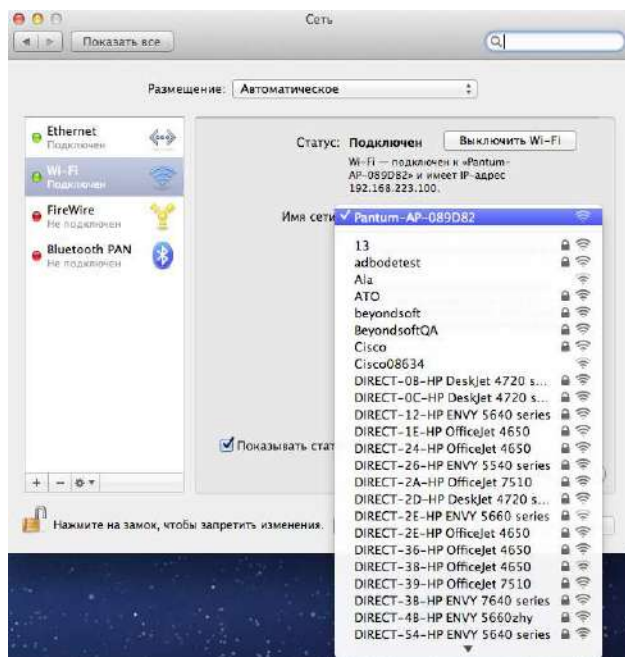 Сеть
Показать все
Размещение: Автоматическое
Ethernet
Подключен
Wi-Fi
Подключен
FireWire
Не подключен
Bluetooth PAN
Не подключен
Статус: Подключен
Выключить Wi-Fi
Wi-Fi — подключен к «Pantum-
AP-089D82» и имеет IP-адрес
192.168.223.100.
Имя сети
✓ Pantum-AP-089D82
13
adbodetest
Ala
ATO
beyondsoft
BeyondsoftQA
Cisco
Cisco08634
DIRECT-0B-HP DeskJet 4720 s...
DIRECT-0C-HP DeskJet 4720 s...
DIRECT-12-HP ENVY 5640 series
DIRECT-1E-HP OfficeJet 4650
DIRECT-24-HP OfficeJet 4650
DIRECT-26-HP ENVY 5540 series
DIRECT-2A-HP OfficeJet 7510
DIRECT-2D-HP DeskJet 4720 s...
DIRECT-2E-HP ENVY 5660 series
DIRECT-2E-HP OfficeJet 4650
DIRECT-36-HP OfficeJet 4650
DIRECT-38-HP OfficeJet 4650
DIRECT-39-HP OfficeJet 7510
DIRECT-3B-HP ENVY 7640 series
DIRECT-4B-HP ENVY 5660zhy
DIRECT-54-HP ENVY 5640 series
Показывать стат
Нажмите на замок, чтобы запретить изменения.